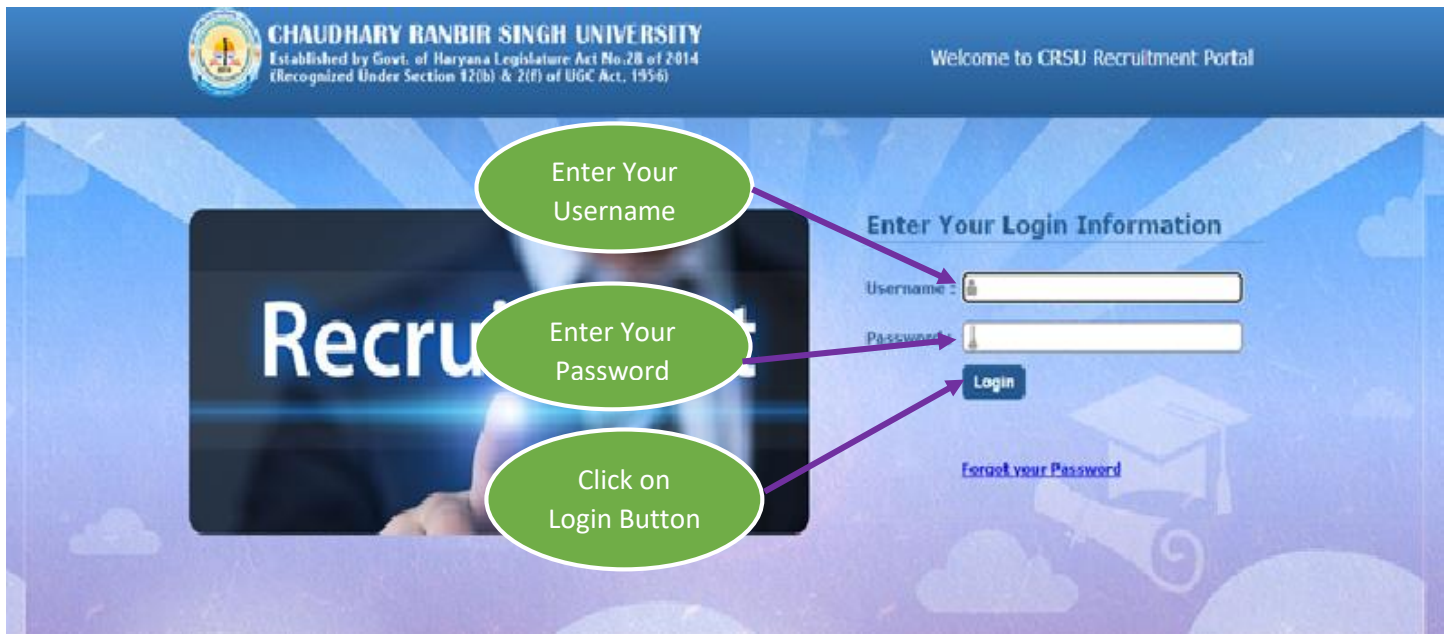 CHAUDHARY RANBIR SINGH UNIVERSITY
Established by Govt. of Haryana Legislature Act No.28 of 2014
(Recognized Under Section 12(b) & 2(f) of UGC Act, 1956)
Welcome to CRSU Recruitment Portal
Enter Your
Username
Enter Your Login Information
Username :
Recru t
Enter Your
Password
Password :
Login
Click on
Login Button
Forgot your Password